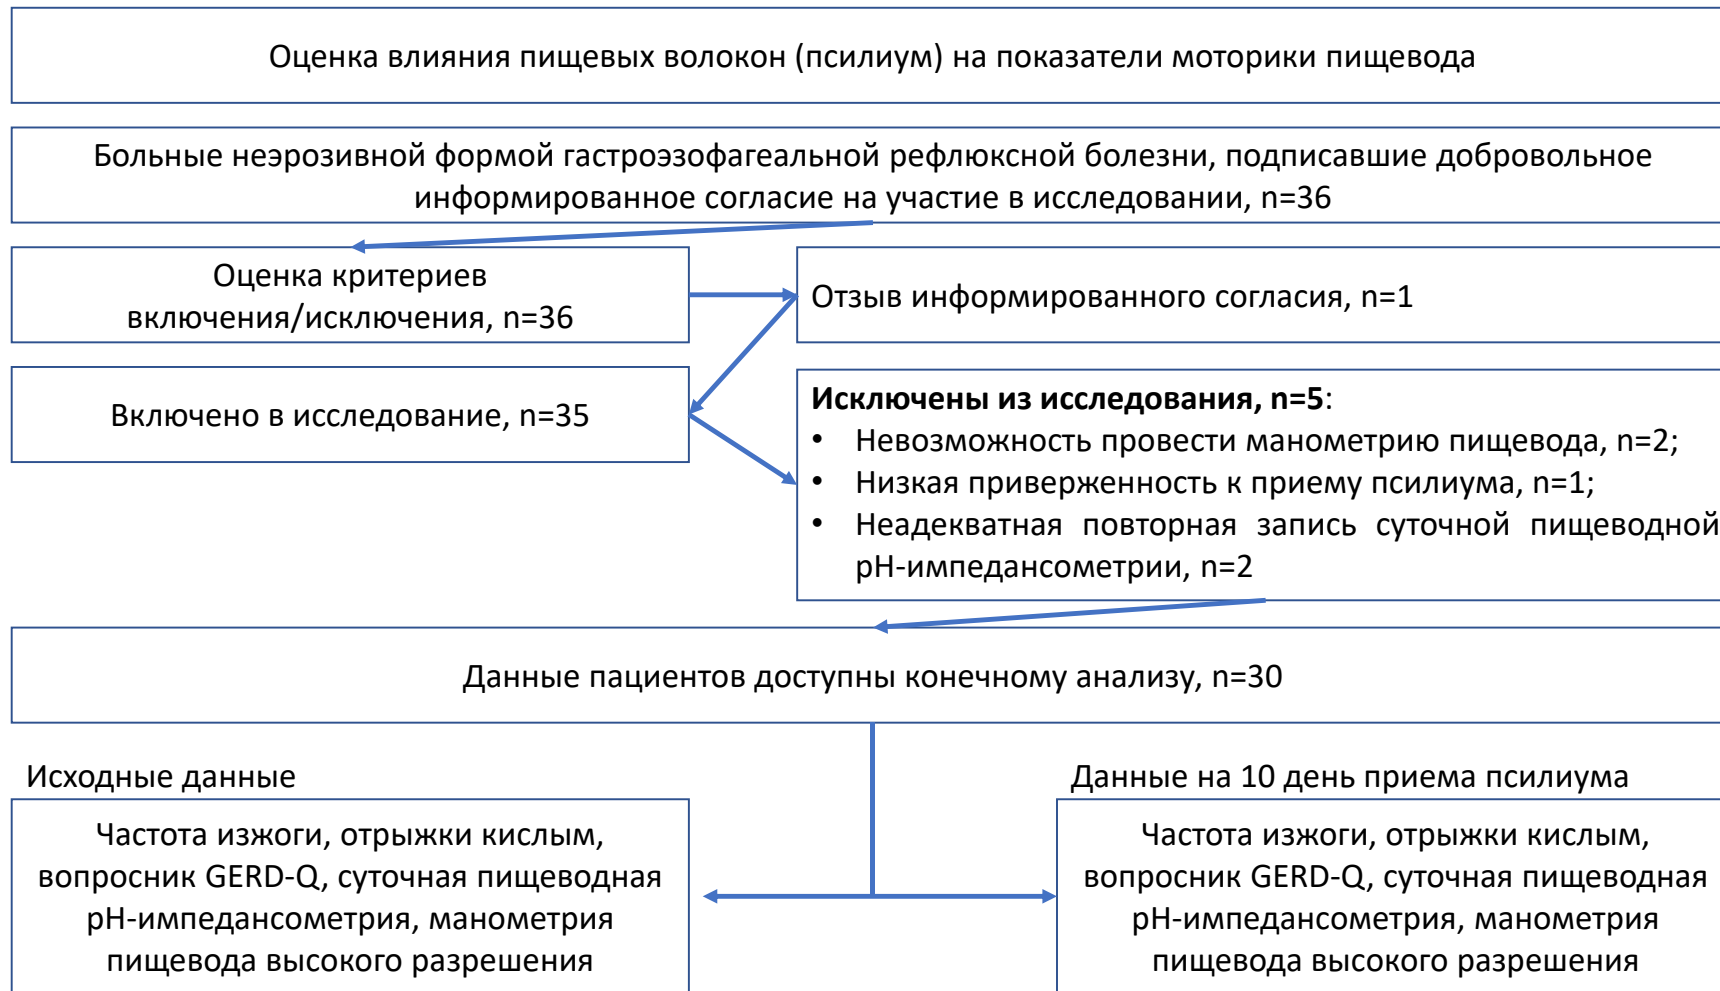 Оценка влияния пищевых волокон (псилиум) на показатели моторики пищевода
Больные неэрозивной формой гастроэзофагеальной рефлюксной болезни, подписавшие добровольное
информированное согласие на участие в исследовании, n=36
Оценка критериев
включения/исключения, n=36
Отзыв информированного согласия, n=1
Включено в исследование, n=35
Исключены из исследования, n=5:
• Невозможность провести манометрию пищевода, n=2;
• Низкая приверженность к приему псилиума, n=1;
• Неадекватная повторная запись суточной пищеводной
рН-импедансометрии, n=2
Данные пациентов доступны конечному анализу, n=30
Исходные данные
Частота изжоги, отрыжки кислым,
вопросник GERD-Q, суточная пищеводная
рН-импедансометрия, манометрия
пищевода высокого разрешения
Данные на 10 день приема псилиума
Частота изжоги, отрыжки кислым,
вопросник GERD-Q, суточная пищеводная
рН-импедансометрия, манометрия
пищевода высокого разрешения